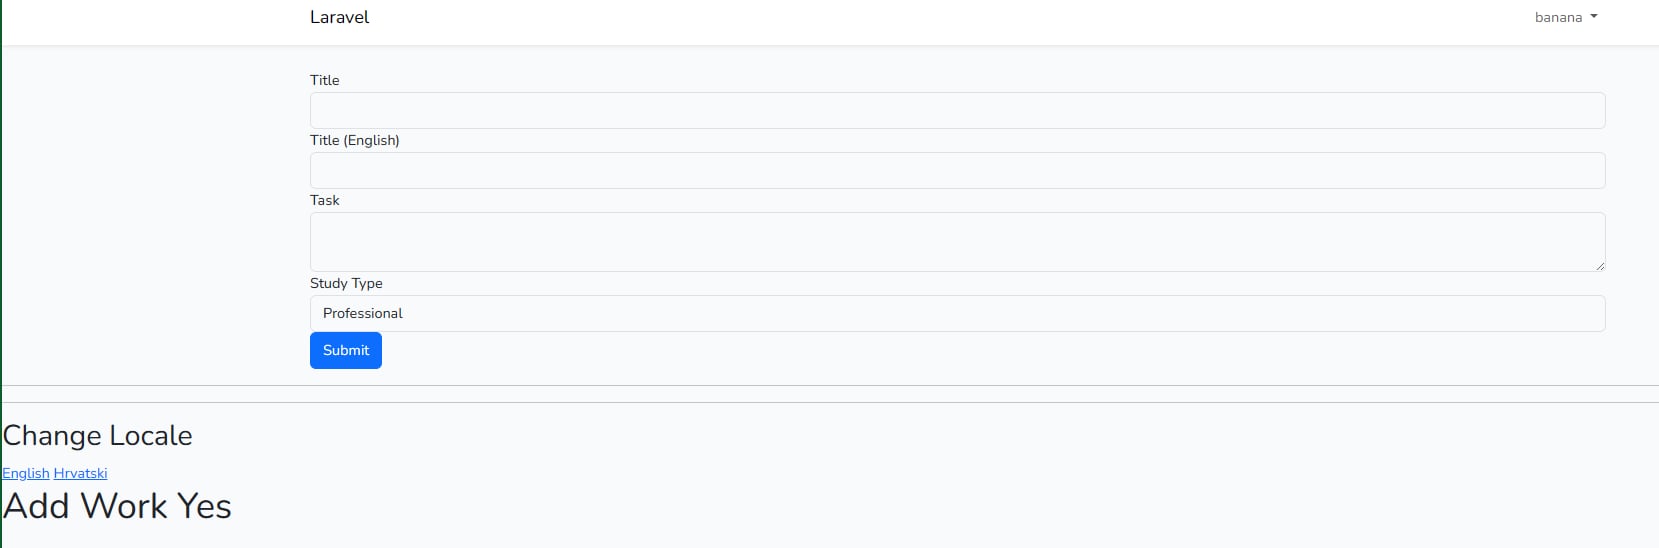 Laravel banana
Title
Title (English)
Task
Study Type
Professional
Submit
Change Locale
English Hrvatski
Add Work Yes